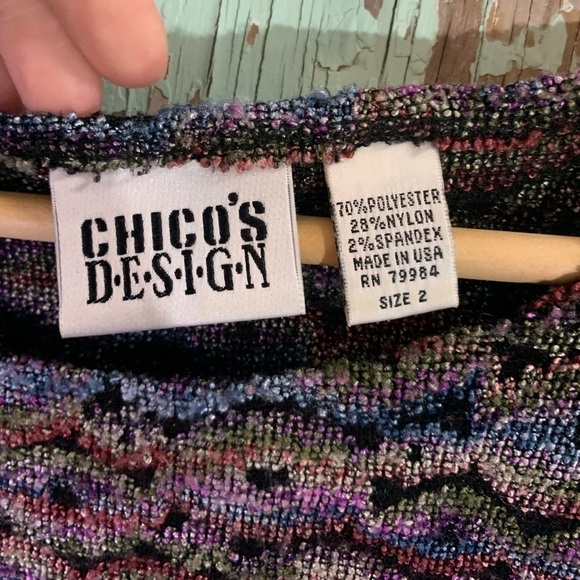 CHICO'S
D·E·S·I·G·N
70%POLYESTER
28%NYLON
2%SPANDEX
MADE IN USA
RN 79984
SIZE 2